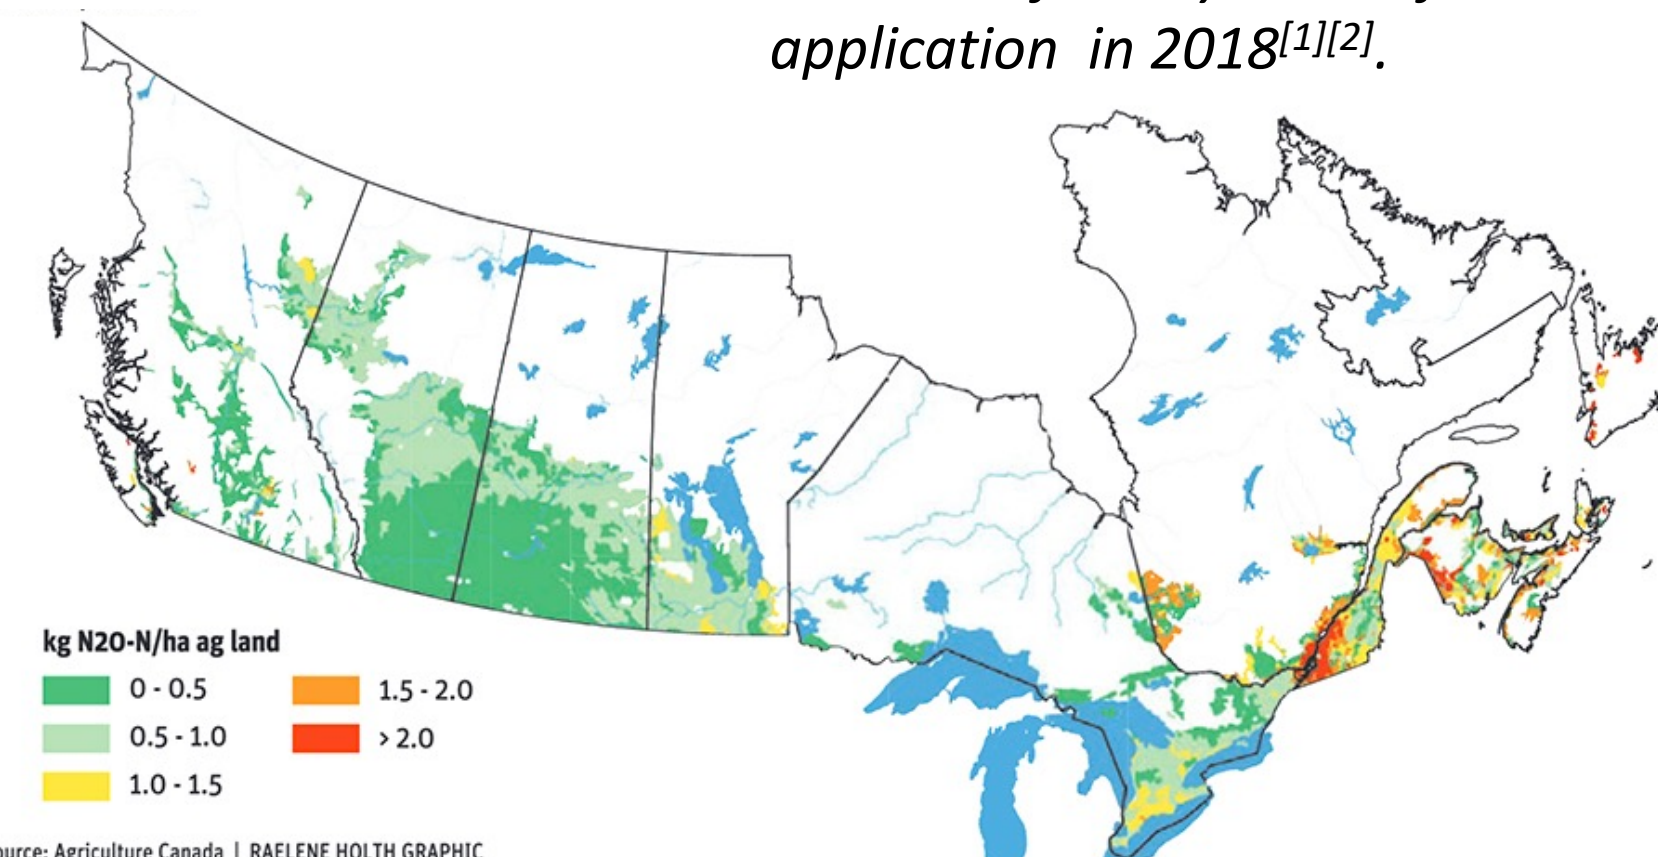 application in 2018[1][2].
kg N2O-N/ha ag land
0 - 0.5
0.5 - 1.0
1.0 - 1.5
1.5 - 2.0
> 2.0
ource: Agriculture Canada | RAELENE HOLTH GRAPHIC